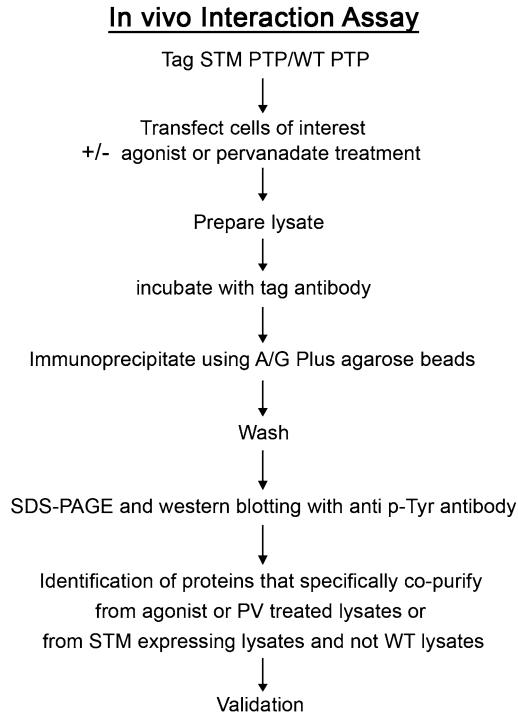 In vivo Interaction Assay
Tag STM PTP/WT PTP
Transfect cells of interest
+/- agonist or pervanadate treatment
Prepare lysate
incubate with tag antibody
Immunoprecipitate using A/G Plus agarose beads
Wash
SDS-PAGE and western blotting with anti p-Tyr antibody
Identification of proteins that specifically co-purify
from agonist or PV treated lysates or
from STM expressing lysates and not WT lysates
Validation